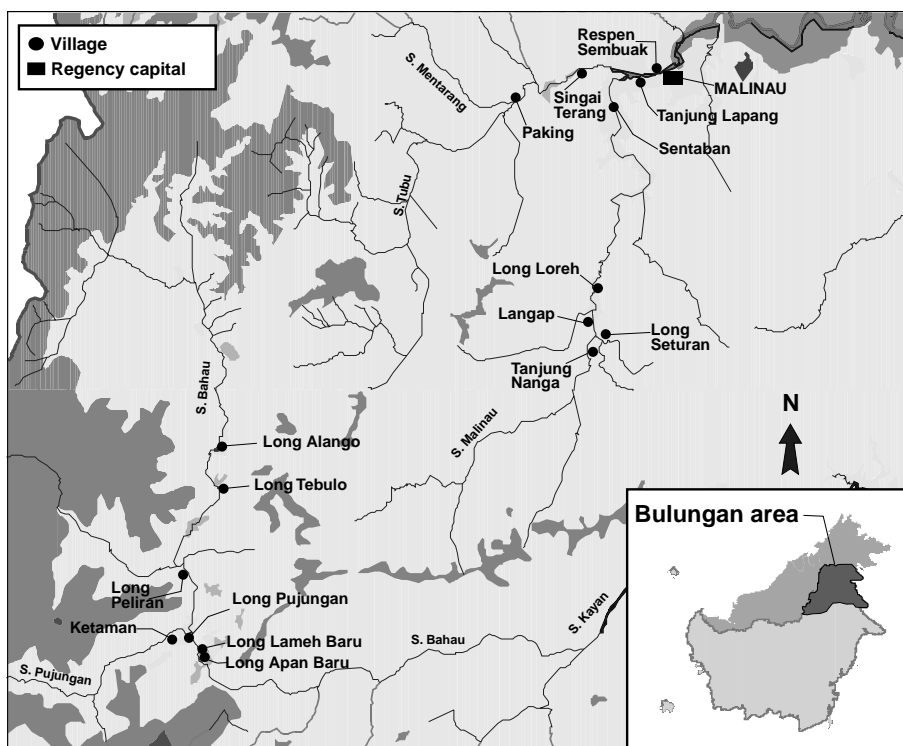 Village
Regency capital
Respen
Sembuak
S. Mentarang
MALINAU
Singai
Terang
Tanjung Lapang
Paking
Sentaban
S. Tubu
Long Loreh
Langap
Long
Seturan
Tanjung
Nanga
S. Bahau
S. Malinau
N
Long Alango
Long Tebulo
Bulungan area
Long
Peliran
Long Pujungan
Ketaman
Long Lameh Baru
S. Bahau
S. Kayan
Long Apan Baru
S. Pujungan